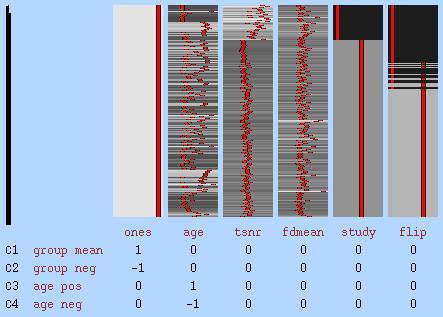 ones age tsnr fdmean study flip
C1 group mean 1 0 0 0 0 0
C2 group neg -1 0 0 0 0 0
C3 age pos 0 1 0 0 0 0
C4 age neg 0 -1 0 0 0 0